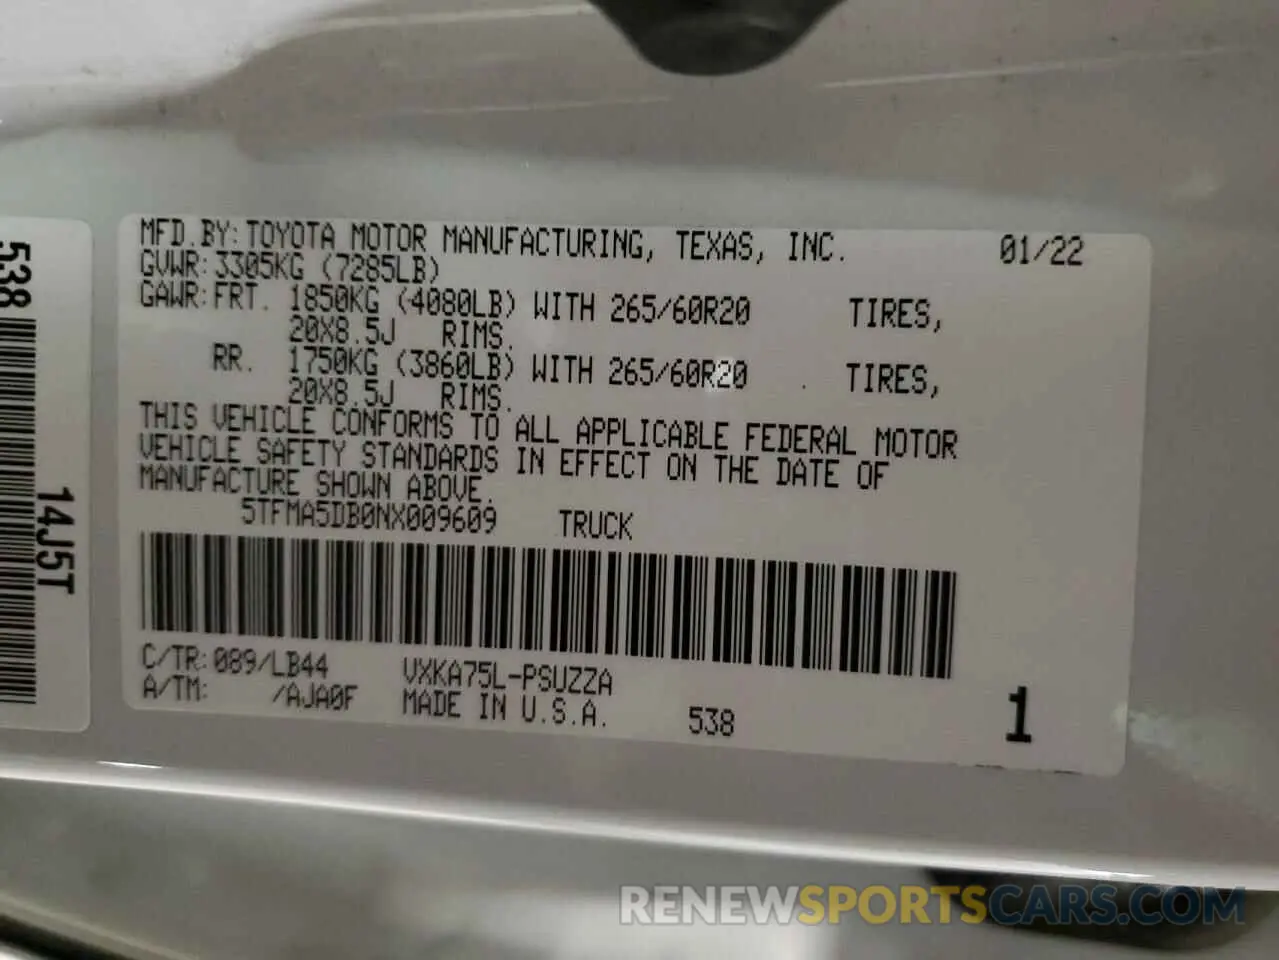 MFD.BY:TOYOTA MOTOR MANUFACTURING, TEXAS, INC. 01/22
GVWR:3305KG (7285LB)
GAWR:FRT. 1850KG (4080LB) WITH 265/60R20 TIRES,
20X8.5J RIMS.
RR. 1750KG (3860LB) WITH 265/60R20 TIRES,
20X8.5J RIMS.
THIS VEHICLE CONFORMS TO ALL APPLICABLE FEDERAL MOTOR
VEHICLE SAFETY STANDARDS IN EFFECT ON THE DATE OF
MANUFACTURE SHOWN ABOVE.
5TFMA5DB0NX009609 TRUCK
C/TR:089/LB44 VXKA75L-PSUZZA
A/TM: /AJA0F MADE IN U.S.A. 538 1
538
14J5T
RENEWSPORTSCARS.COM